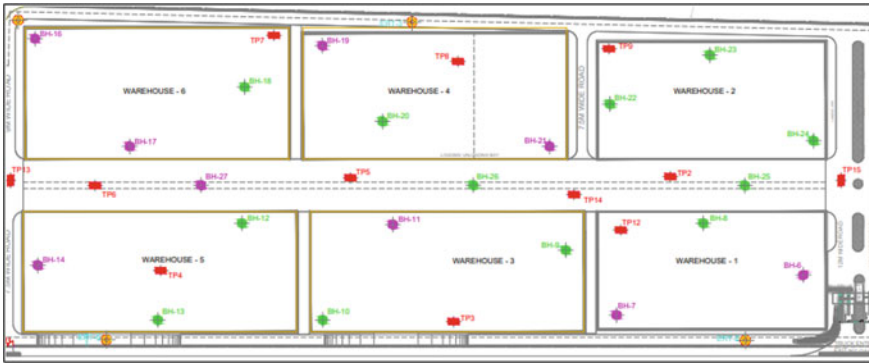 BH-16
TP7
BH-19
TP8
TP9
BH-23
BH-18
WAREHOUSE - 6
WAREHOUSE - 4
WAREHOUSE - 2
BH-22
BH-20
7.5M WIDE ROAD
BH-17
BH-21
BH-24
TP13
TP6
BH-27
TP5
BH-26
TP14
TP2
BH-25
TP15
BH-12
BH-11
TP12
BH-8
BH-14
WAREHOUSE - 5
TP4
WAREHOUSE - 3
BH-9
WAREHOUSE - 1
BH-6
BH-13
BH-10
TP3
BH-7